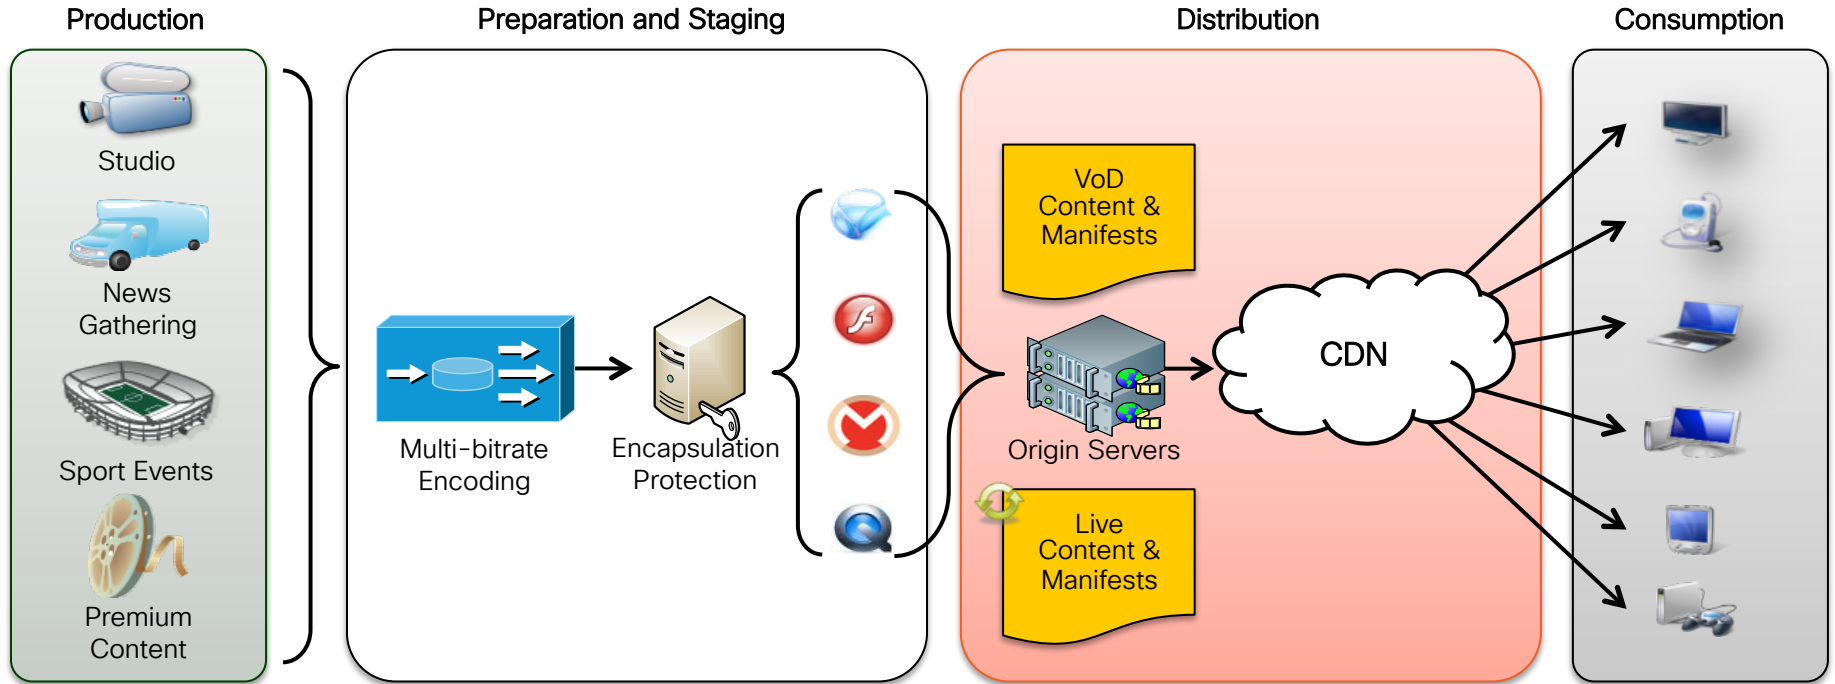 Production
Preparation and Staging
Distribution
Consumption
Studio
News
Gathering
Sport Events
Premium
Content
Multi-bitrate
Encoding
Encapsulation
Protection
VoD
Content &
Manifests
Origin Servers
Live
Content &
Manifests
CDN